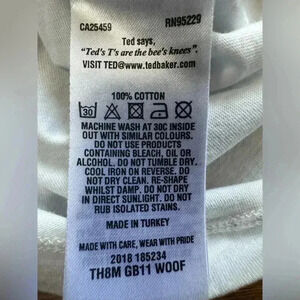 CA25459 RN95229
Ted says,
"Ted's T's are the bee's knees".
VISIT TED@www.tedbaker.com
100% COTTON
30
MACHINE WASH AT 30C INSIDE
OUT WITH SIMILAR COLOURS.
DO NOT USE PRODUCTS
CONTAINING BLEACH, OIL OR
ALCOHOL. DO NOT TUMBLE DRY.
COOL IRON ON REVERSE. DO
NOT DRY CLEAN. RE-SHAPE
WHILST DAMP. DO NOT DRY
IN DIRECT SUNLIGHT. DO NOT
RUB ISOLATED STAINS.
MADE IN TURKEY
MADE WITH CARE, WEAR WITH PRIDE
2018 185234
TH8M GB11 WOOF